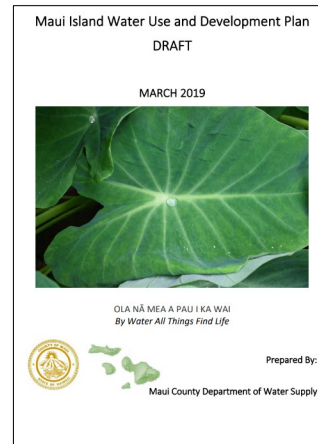 Maui Island Water Use and Development Plan
DRAFT
MARCH 2019
OLA NĀ MEA A PAU I KA WAI
By Water All Things Find Life
Prepared By:
Maui County Department of Water Supply